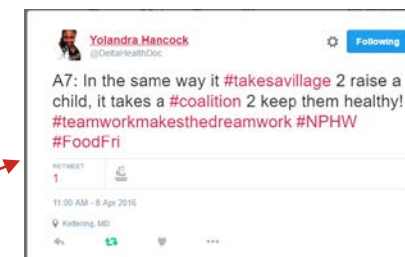 Yolandra Hancock
@DeltaHealthDoc
Following
A7: In the same way it #takesavillage 2 raise a
child, it takes a #coalition 2 keep them healthy!
#teamworkmakesthedreamwork #NPHW
#FoodFri
RETWEET
1
11:00 AM - 8 Apr 2016
Kettering, MD